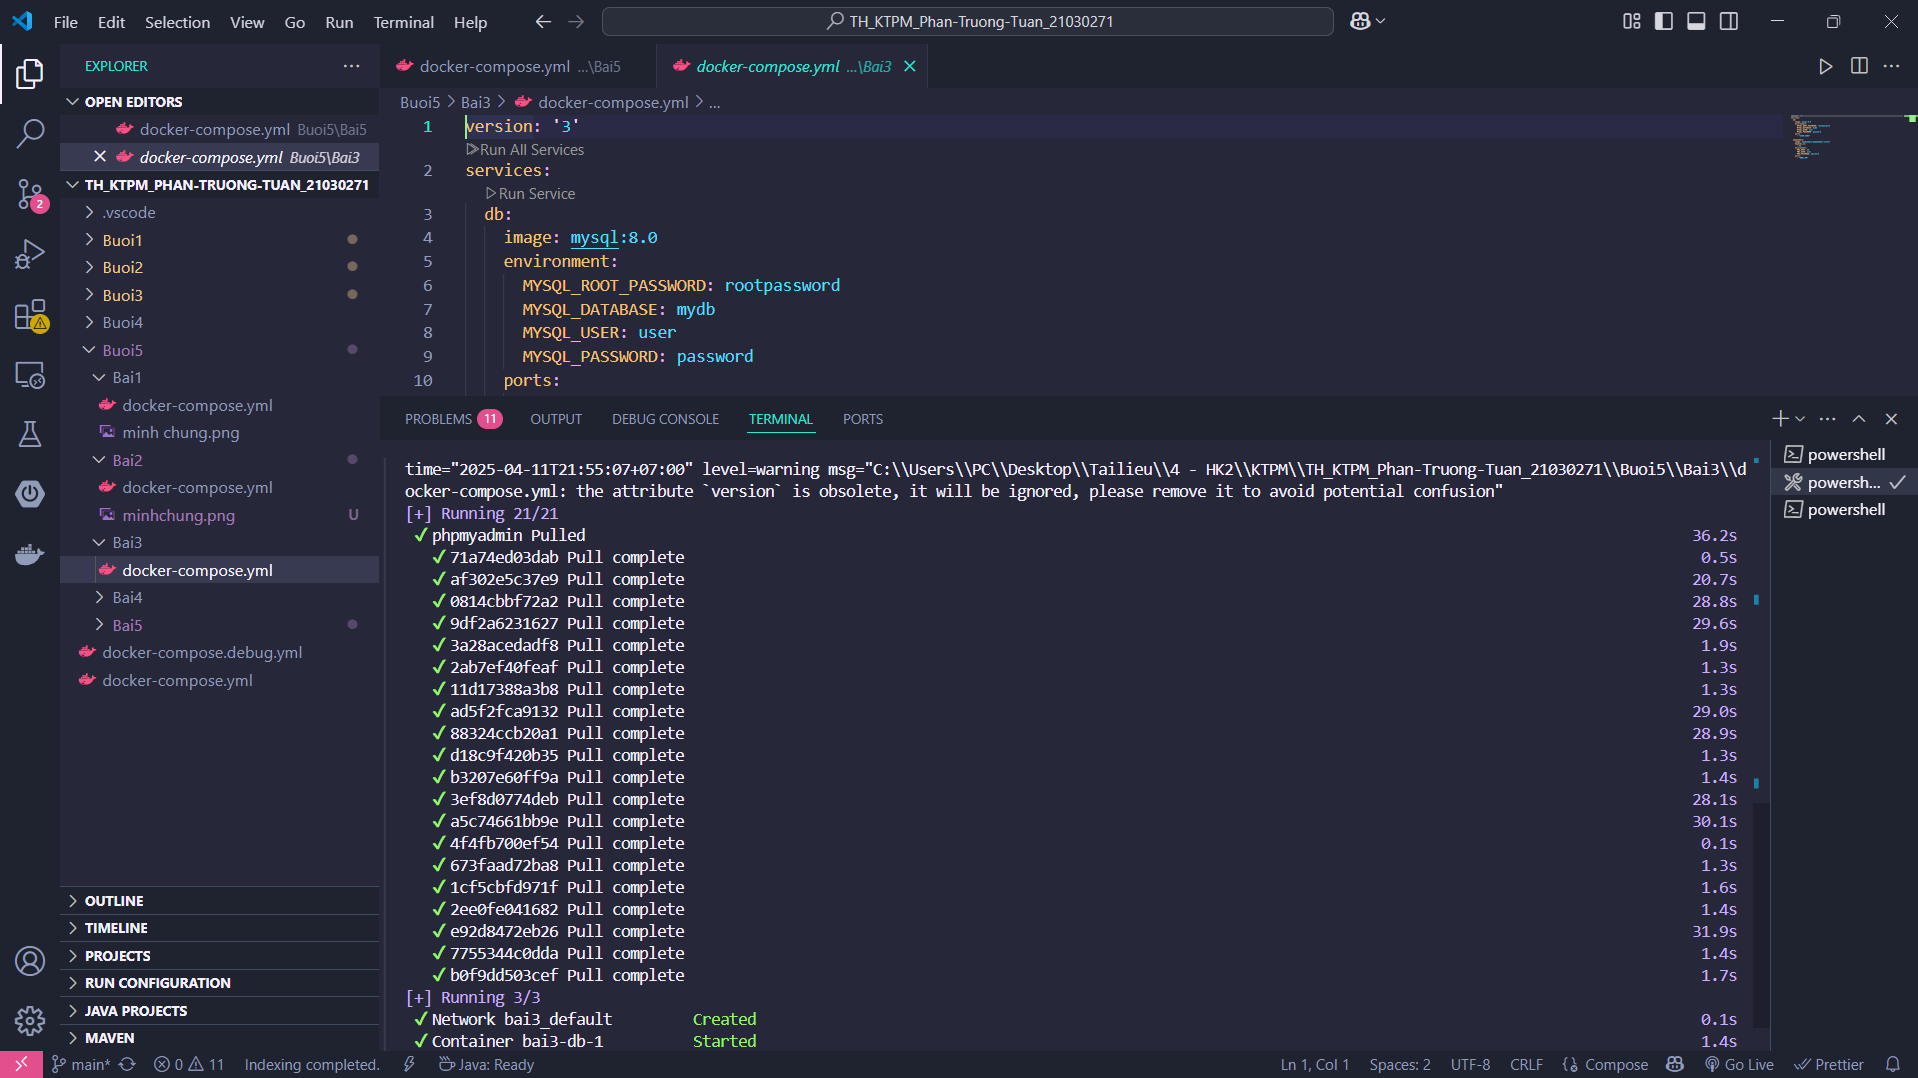 File Edit Selection View Go Run Terminal Help
TH_KTPM_Phan-Truong-Tuan_21030271
EXPLORER
OPEN EDITORS
docker-compose.yml Buoi5\Bai5
docker-compose.yml Buoi5\Bai3
TH_KTPM_PHAN-TRUONG-TUAN_21030271
.vscode
Buoi1
Buoi2
Buoi3
Buoi4
Buoi5
Bai1
docker-compose.yml
minh chung.png
Bai2
docker-compose.yml
minhchung.png U
Bai3
docker-compose.yml
Bai4
Bai5
docker-compose.debug.yml
docker-compose.yml
OUTLINE
TIMELINE
PROJECTS
RUN CONFIGURATION
JAVA PROJECTS
MAVEN
2
docker-compose.yml ...\Bai5
docker-compose.yml ...\Bai3
Buoi5 > Bai3 > docker-compose.yml > ...
1 version: '3'
Run All Services
2 services:
Run Service
3 db:
4 image: mysql:8.0
5 environment:
6 MYSQL_ROOT_PASSWORD: rootpassword
7 MYSQL_DATABASE: mydb
8 MYSQL_USER: user
9 MYSQL_PASSWORD: password
10 ports:
PROBLEMS 11 OUTPUT DEBUG CONSOLE TERMINAL PORTS
time="2025-04-11T21:55:07+07:00" level=warning msg="C:\\Users\\PC\\Desktop\\Tailieu\\4 - HK2\\KTPM\\TH_KTPM_Phan-Truong-Tuan_21030271\\Buoi5\\Bai3\\d
ocker-compose.yml: the attribute `version` is obsolete, it will be ignored, please remove it to avoid potential confusion"
[+] Running 21/21
✓ phpmyadmin Pulled 36.2s
✓ 71a74ed03dab Pull complete 0.5s
✓ af302e5c37e9 Pull complete 20.7s
✓ 0814cbbf72a2 Pull complete 28.8s
✓ 9df2a6231627 Pull complete 29.6s
✓ 3a28acedadf8 Pull complete 1.9s
✓ 2ab7ef40feaf Pull complete 1.3s
✓ 11d17388a3b8 Pull complete 1.3s
✓ ad5f2fca9132 Pull complete 29.0s
✓ 88324ccb20a1 Pull complete 28.9s
✓ d18c9f420b35 Pull complete 1.3s
✓ b3207e60ff9a Pull complete 1.4s
✓ 3ef8d0774deb Pull complete 28.1s
✓ a5c74661bb9e Pull complete 30.1s
✓ 4f4fb700ef54 Pull complete 0.1s
✓ 673faad72ba8 Pull complete 1.3s
✓ 1cf5cbfd971f Pull complete 1.6s
✓ 2ee0fe041682 Pull complete 1.4s
✓ e92d8472eb26 Pull complete 31.9s
✓ 7755344c0dda Pull complete 1.4s
✓ b0f9dd503cef Pull complete 1.7s
[+] Running 3/3
✓ Network bai3_default Created 0.1s
✓ Container bai3-db-1 Started 1.4s
powershell
powersh...
powershell
main* 0 11 Indexing completed. Java: Ready Ln 1, Col 1 Spaces: 2 UTF-8 CRLF Compose Go Live Prettier